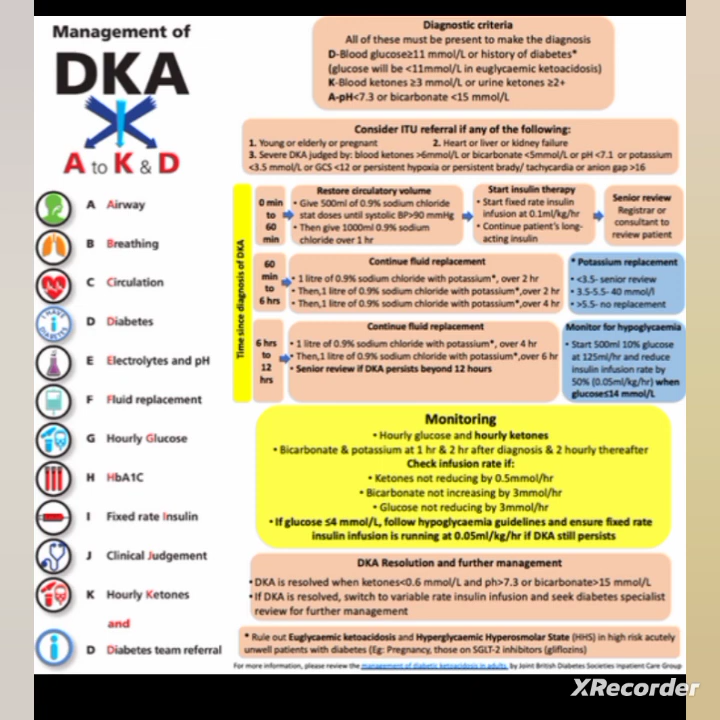 Management of
DKA
A to K & D
A Airway
B Breathing
C Circulation
I HAVE DIABETES
D Diabetes
E Electrolytes and pH
F Fluid replacement
G Hourly Glucose
H HbA1C
I Fixed rate Insulin
J Clinical Judgement
K Hourly Ketones
and
D Diabetes team referral
Diagnostic criteria
All of these must be present to make the diagnosis
D-Blood glucose≥11 mmol/L or history of diabetes*
(glucose will be <11mmol/L in euglycaemic ketoacidosis)
K-Blood ketones ≥3 mmol/L or urine ketones ≥2+
A-pH<7.3 or bicarbonate <15 mmol/L
Consider ITU referral if any of the following:
1. Young or elderly or pregnant 2. Heart or liver or kidney failure
3. Severe DKA judged by: blood ketones >6mmol/L or bicarbonate <5mmol/L or pH <7.1 or potassium
<3.5 mmol/L or GCS <12 or persistent hypoxia or persistent brady/ tachycardia or anion gap >16
Time since diagnosis of DKA
0 min
to
60
min
Restore circulatory volume
• Give 500ml of 0.9% sodium chloride
stat doses until systolic BP>90 mmHg
• Then give 1000ml 0.9% sodium
chloride over 1 hr
Start insulin therapy
• Start fixed rate insulin
infusion at 0.1ml/kg/hr
• Continue patient's long-
acting insulin
Senior review
Registrar or
consultant to
review patient
60
min
to
6 hrs
Continue fluid replacement
• 1 litre of 0.9% sodium chloride with potassium*, over 2 hr
• Then,1 litre of 0.9% sodium chloride with potassium*,over 2 hr
• Then,1 litre of 0.9% sodium chloride with potassium*, over 4 hr
* Potassium replacement
• <3.5- senior review
• 3.5-5.5- 40 mmol/l
• >5.5- no replacement
6 hrs
to
12
hrs
Continue fluid replacement
• 1 litre of 0.9% sodium chloride with potassium*, over 4 hr
• Then,1 litre of 0.9% sodium chloride with potassium*,over 6 hr
• Senior review if DKA persists beyond 12 hours
Monitor for hypoglycaemia
• Start 500ml 10% glucose
at 125ml/hr and reduce
insulin infusion rate by
50% (0.05ml/kg/hr) when
glucose≤14 mmol/L
Monitoring
• Hourly glucose and hourly ketones
• Bicarbonate & potassium at 1 hr & 2 hr after diagnosis & 2 hourly thereafter
Check infusion rate if:
• Ketones not reducing by 0.5mmol/hr
• Bicarbonate not increasing by 3mmol/hr
• Glucose not reducing by 3mmol/hr
• If glucose ≤4 mmol/L, follow hypoglycaemia guidelines and ensure fixed rate
insulin infusion is running at 0.05ml/kg/hr if DKA still persists
DKA Resolution and further management
• DKA is resolved when ketones<0.6 mmol/L and ph>7.3 or bicarbonate>15 mmol/L
• If DKA is resolved, switch to variable rate insulin infusion and seek diabetes specialist
review for further management
* Rule out Euglycaemic ketoacidosis and Hyperglycaemic Hyperosmolar State (HHS) in high risk acutely
unwell patients with diabetes (Eg: Pregnancy, those on SGLT-2 inhibitors (gliflozins)
For more information, please review the management of diabetic ketoacidosis in adults, by Joint British Diabetes Societies Inpatient Care Group
XRecorder